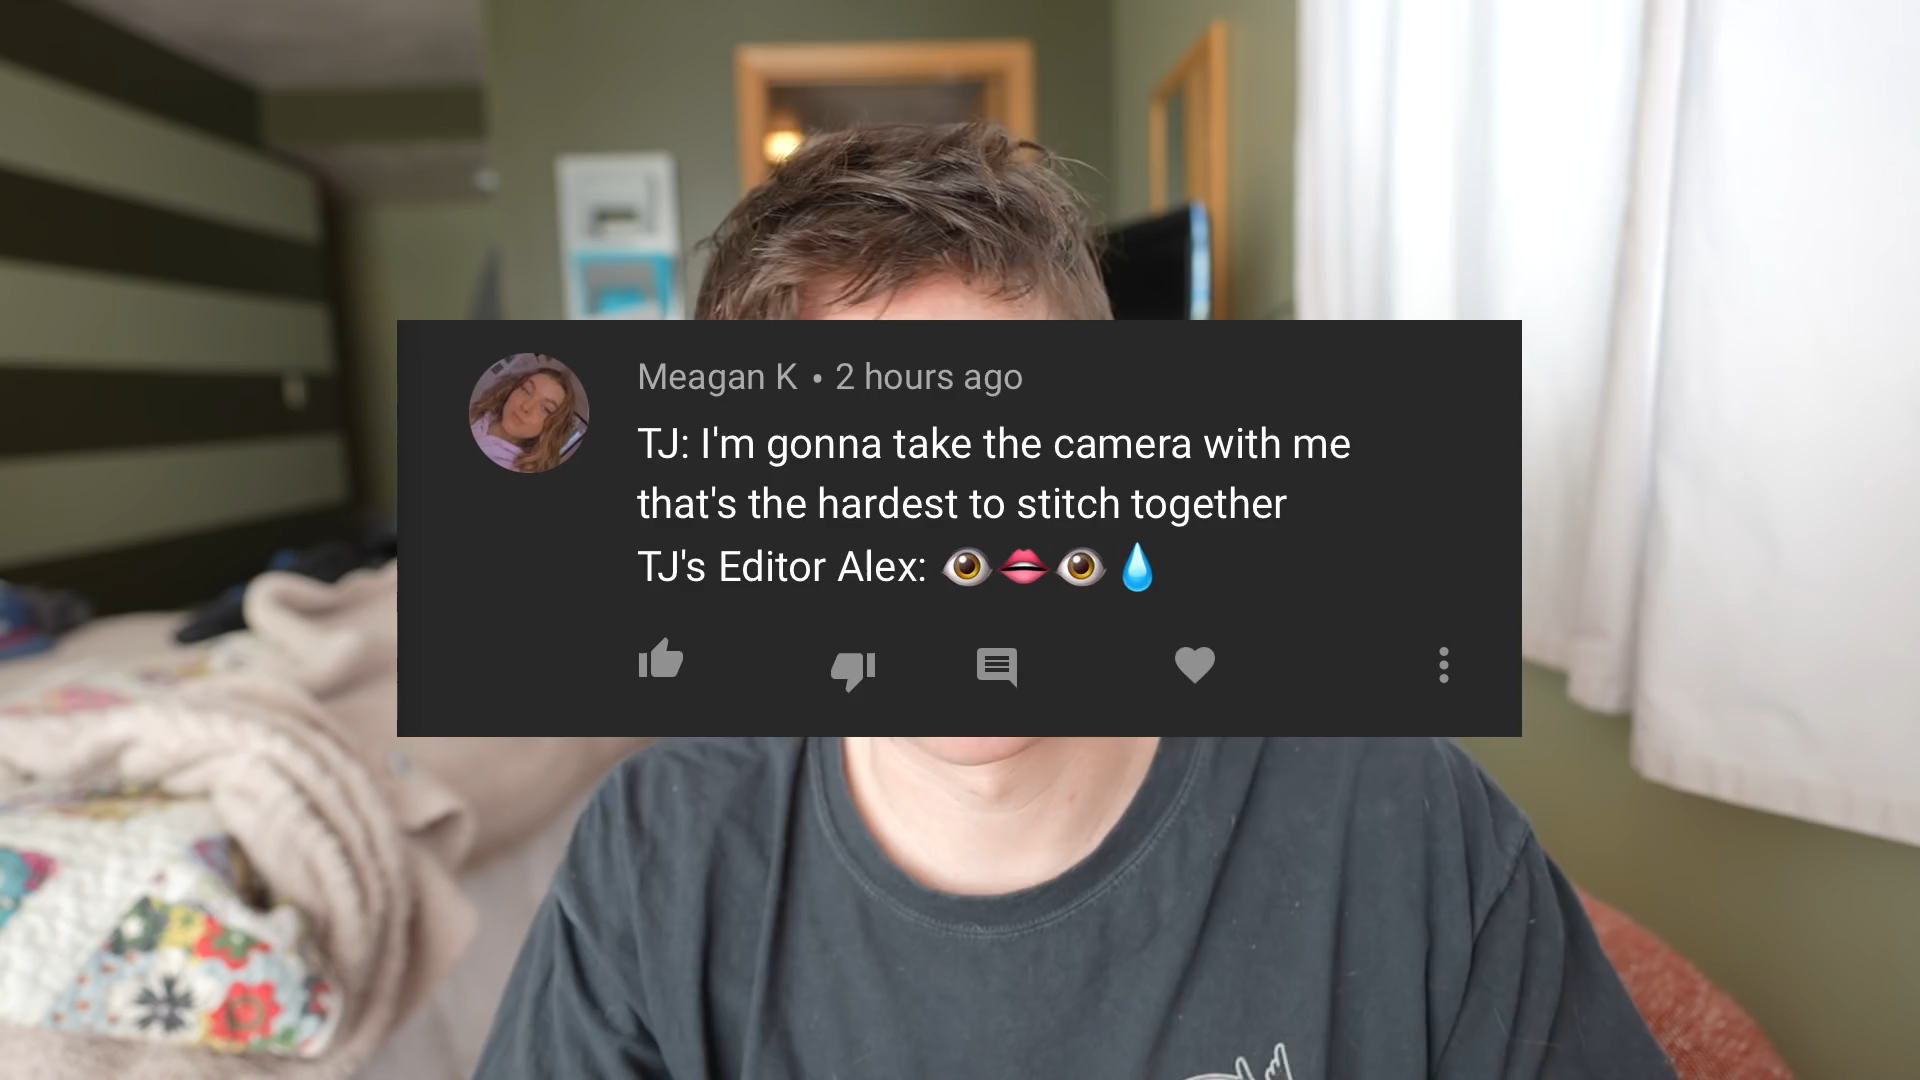 Meagan K • 2 hours ago
TJ: I'm gonna take the camera with me
that's the hardest to stitch together
TJ's Editor Alex: 👁👄👁💧